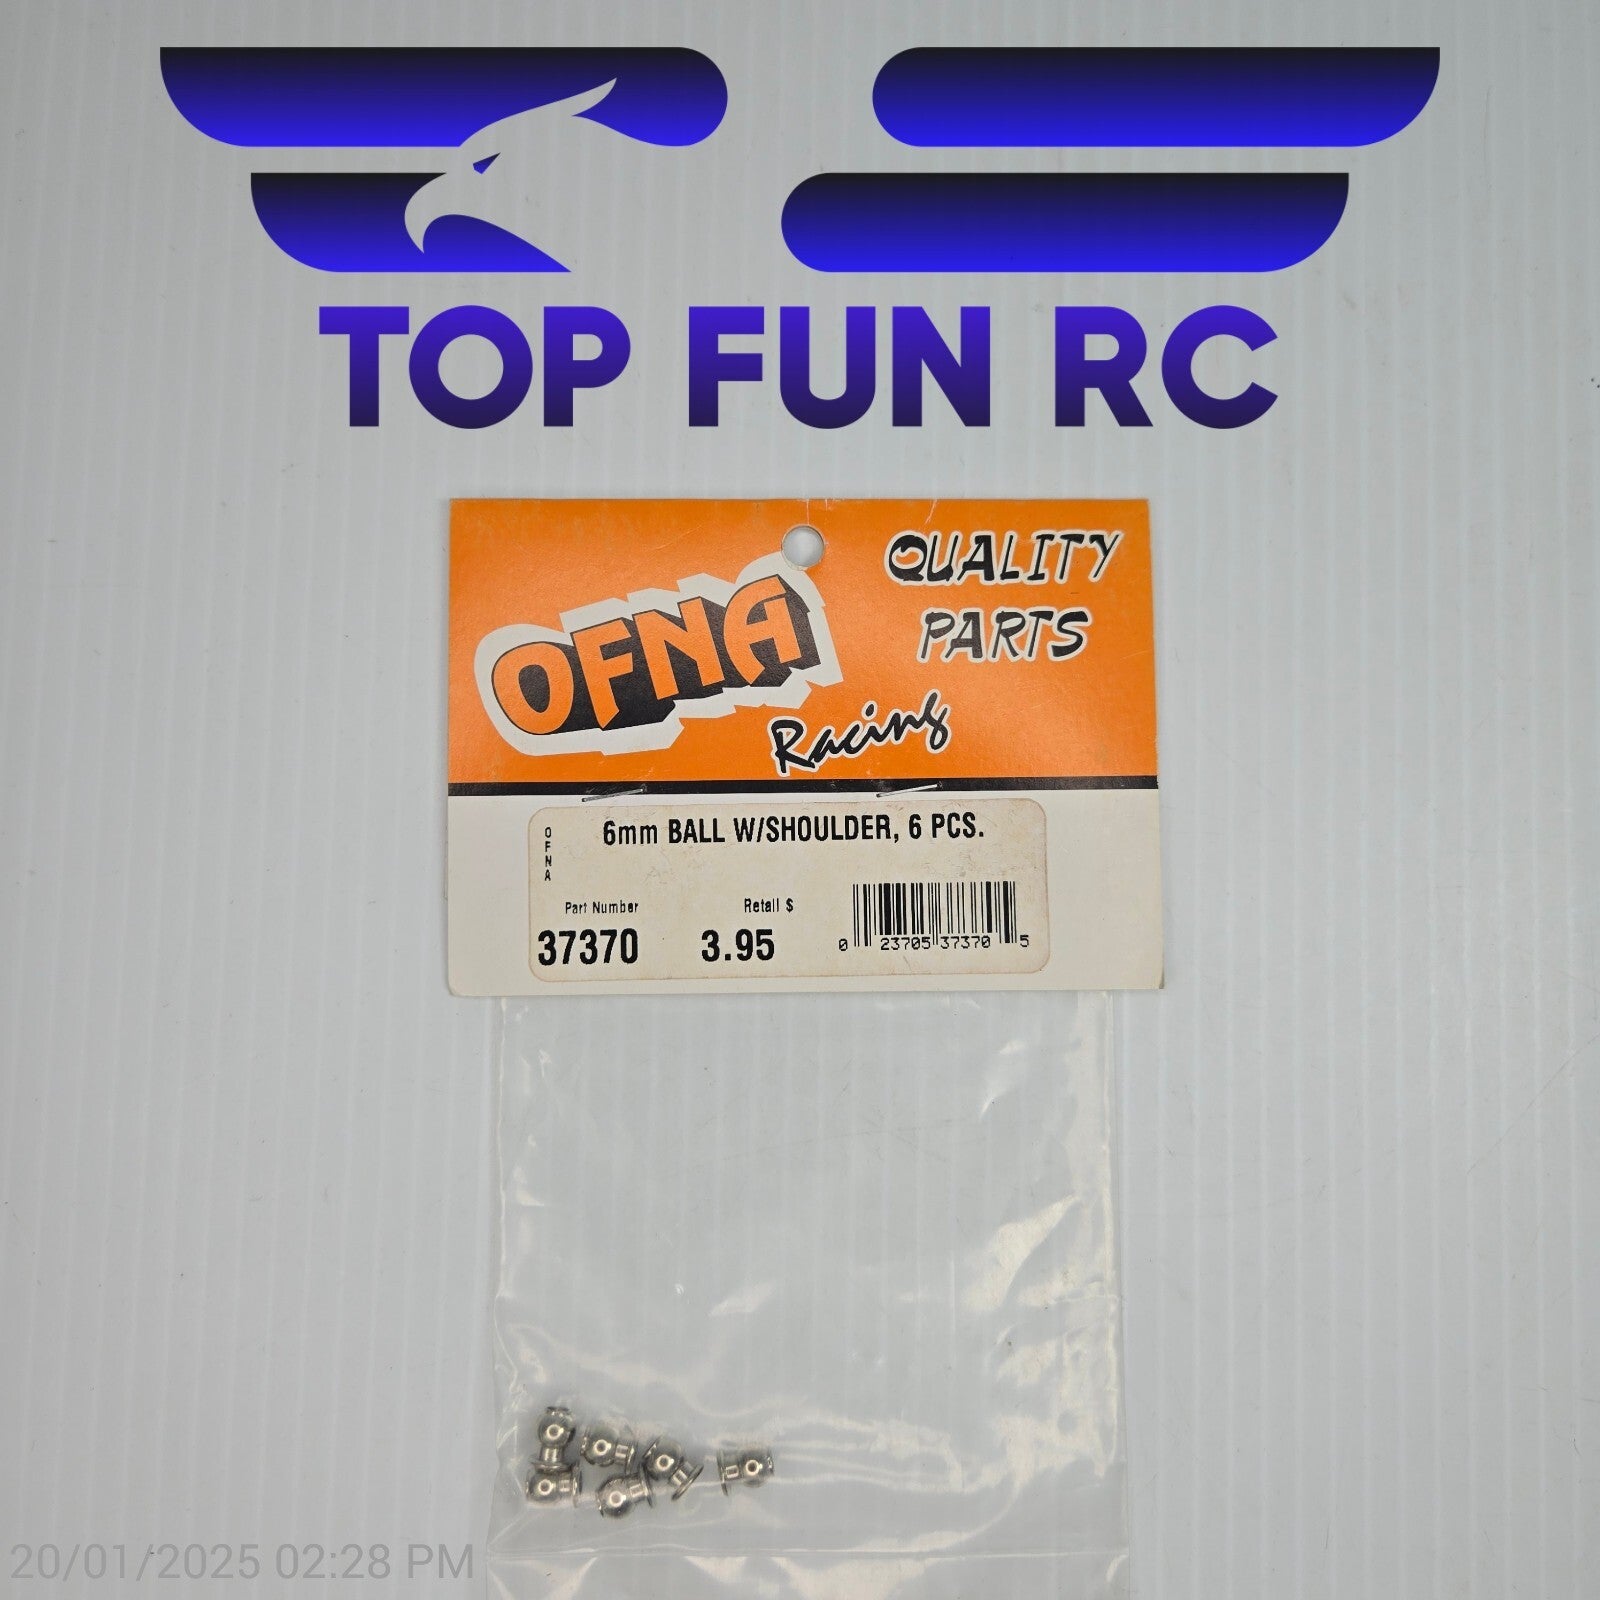 TOP FUN RC
OFNA
Racing
QUALITY
PARTS
OFNA
6mm BALL W/SHOULDER, 6 PCS.
Part Number
Retail $
37370
3.95
0 23705 37370 5
20/01/2025 02:28 PM